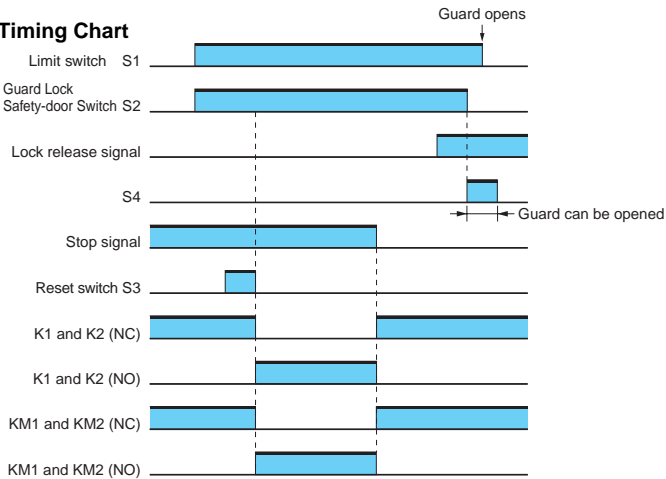 Guard opens
Timing Chart
Limit switch S1
Guard Lock
Safety-door Switch S2
Lock release signal
S4
Guard can be opened
Stop signal
Reset switch S3
K1 and K2 (NC)
K1 and K2 (NO)
KM1 and KM2 (NC)
KM1 and KM2 (NO)